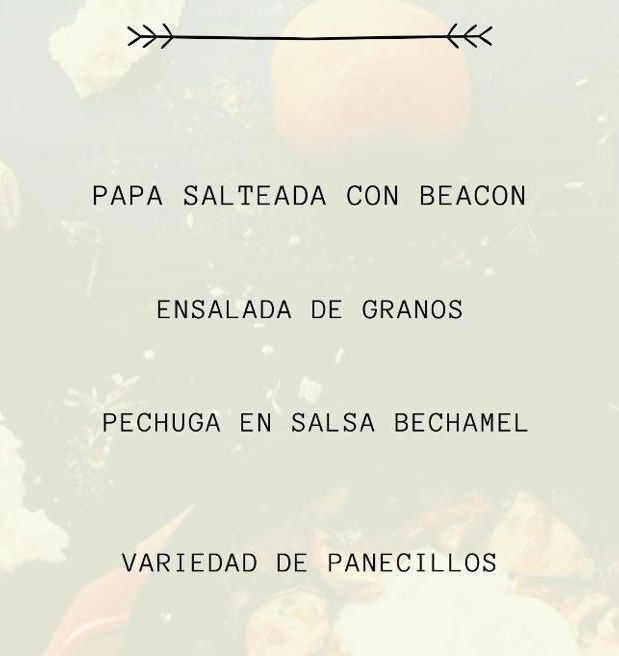 PAPA SALTEADA CON BEACON
ENSALADA DE GRANOS
PECHUGA EN SALSA BECHAMEL
VARIEDAD DE PANECILLOS